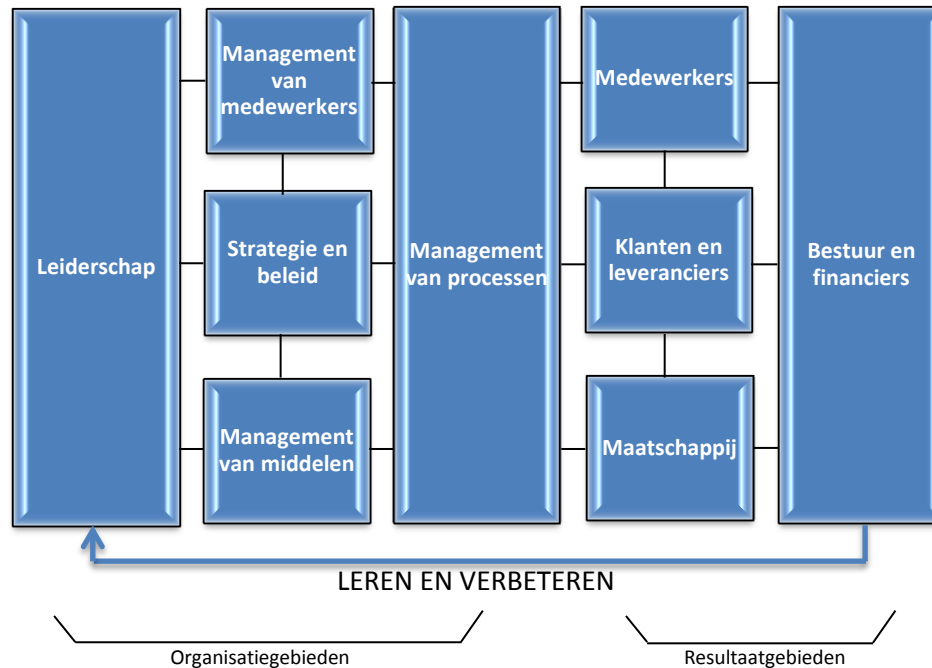 Management
van
medewerkers
Medewerkers
Leiderschap
Strategie en
beleid
Management
van processen
Klanten en
leveranciers
Bestuur en
financiers
Management
van middelen
Maatschappij
LEREN EN VERBETEREN
Organisatiegebieden
Resultaatgebieden